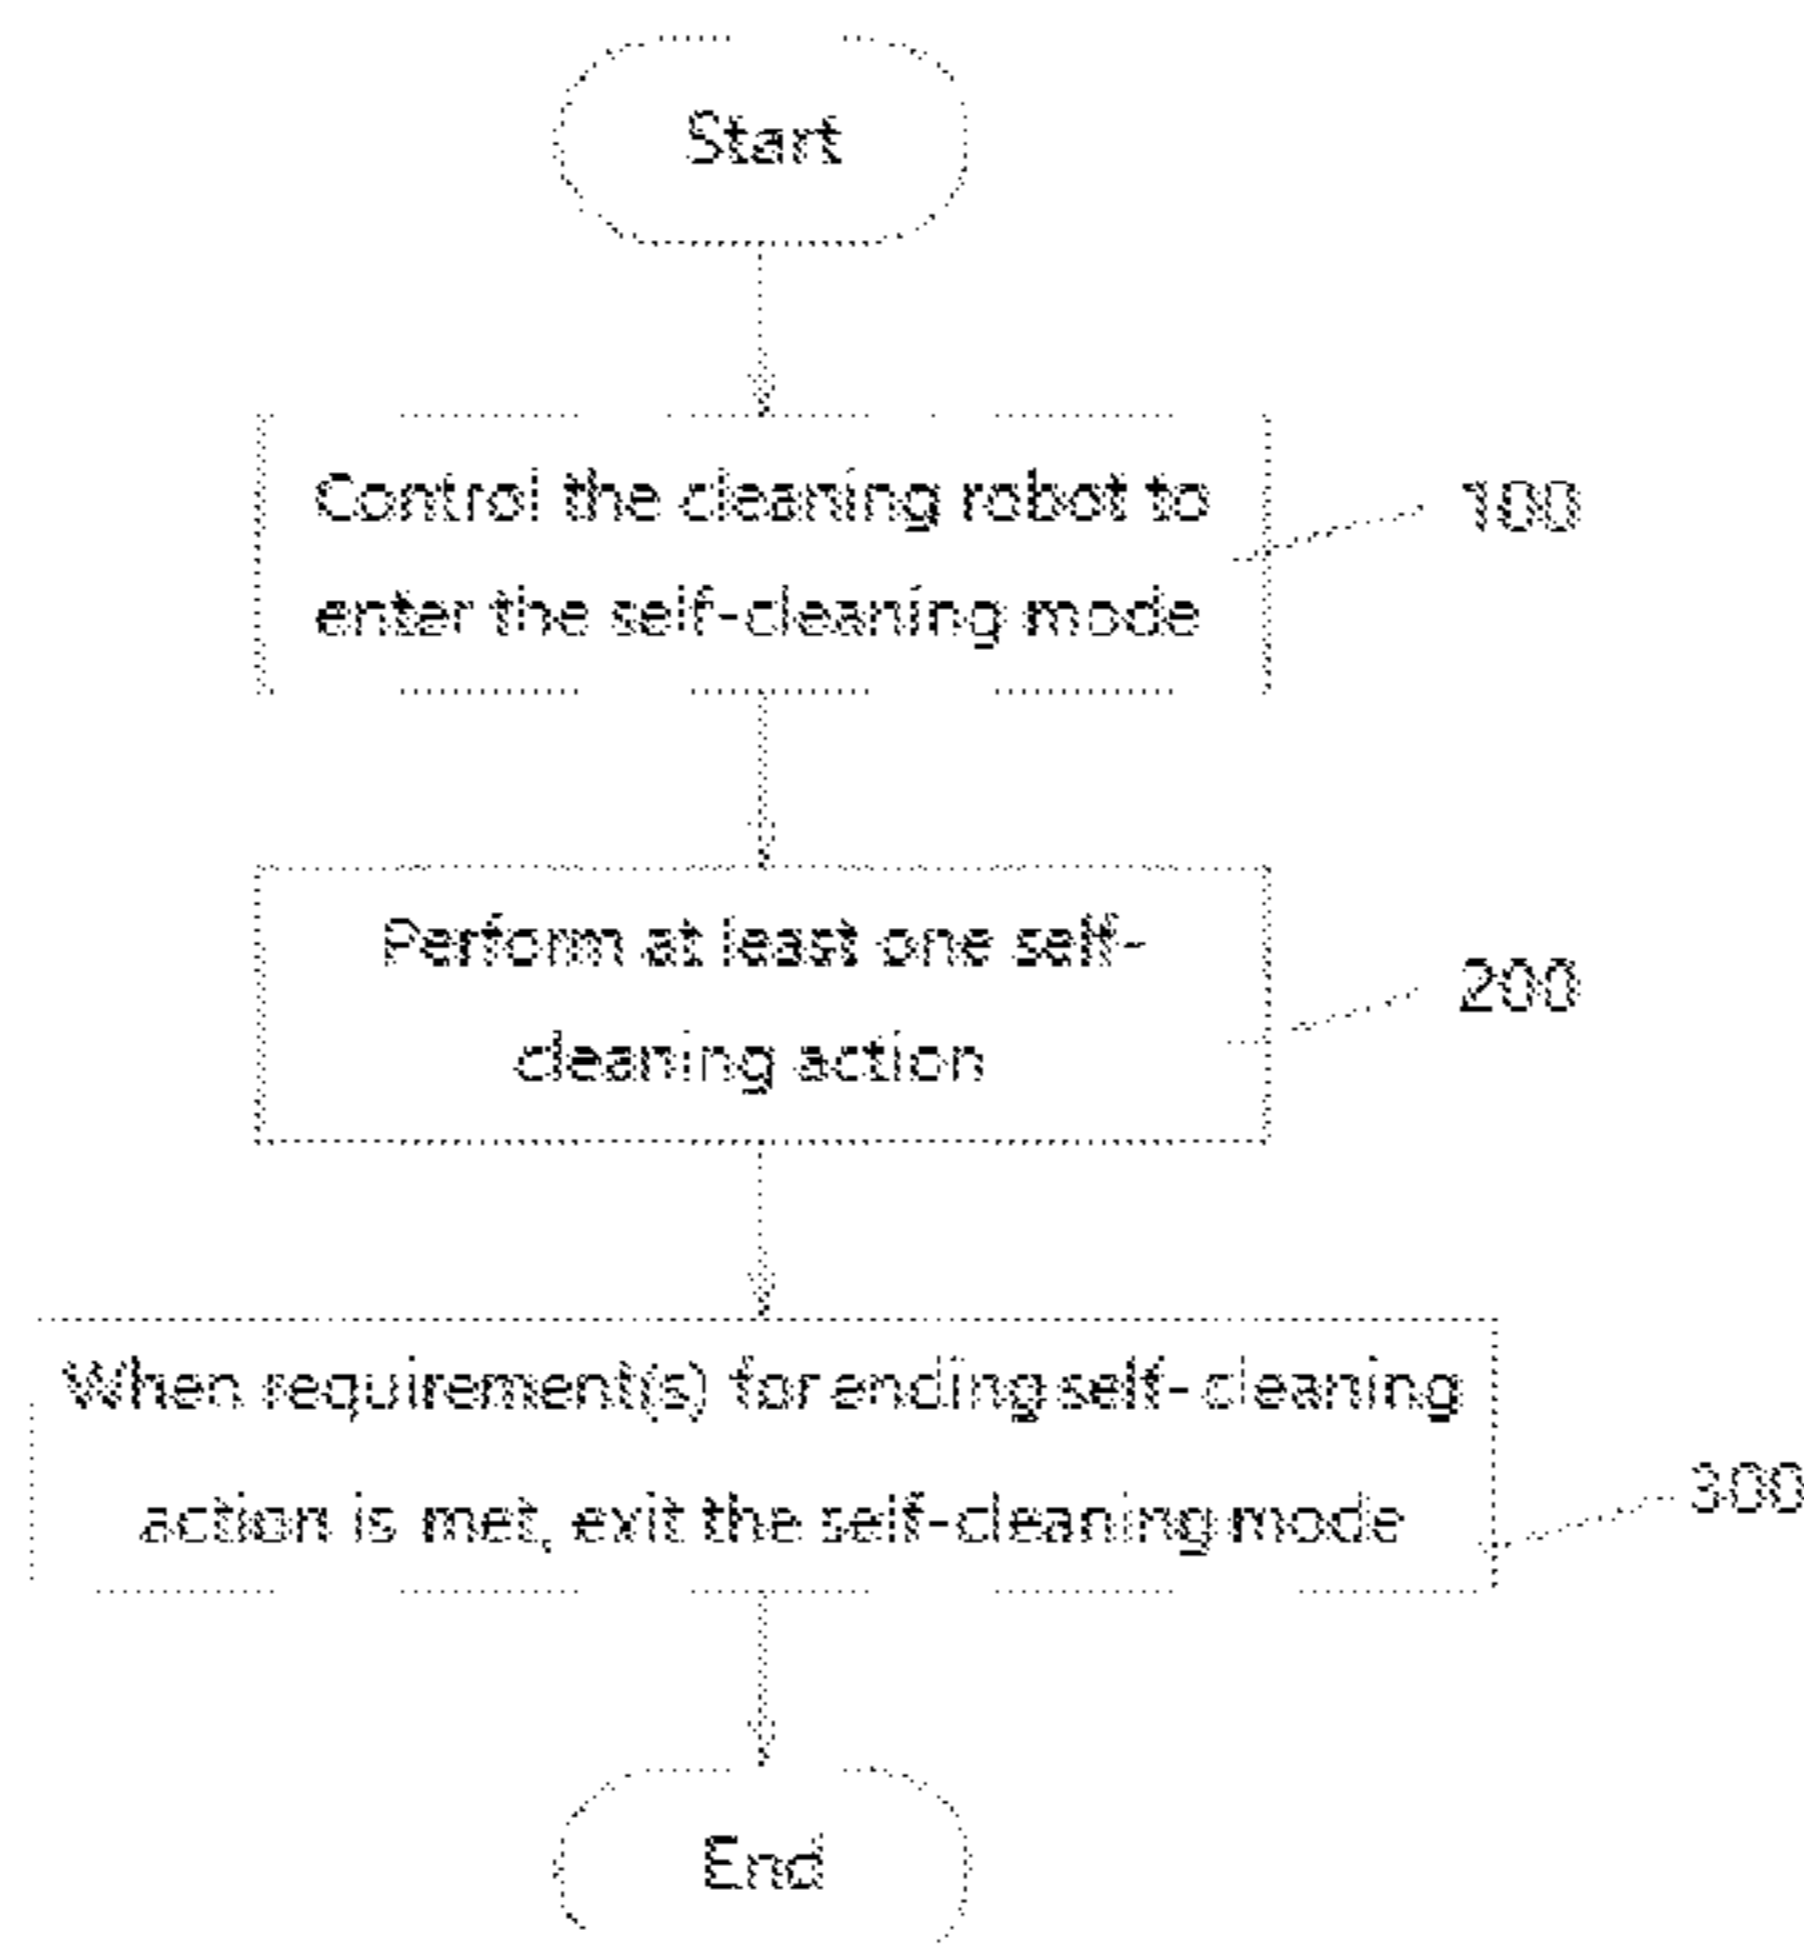 Start
Control the cleaning robot to
enter the self-cleaning mode
100
Perform at least one self-
cleaning action
200
When requirement(s) for ending self-cleaning
action is met, exit the self-cleaning mode
300
End